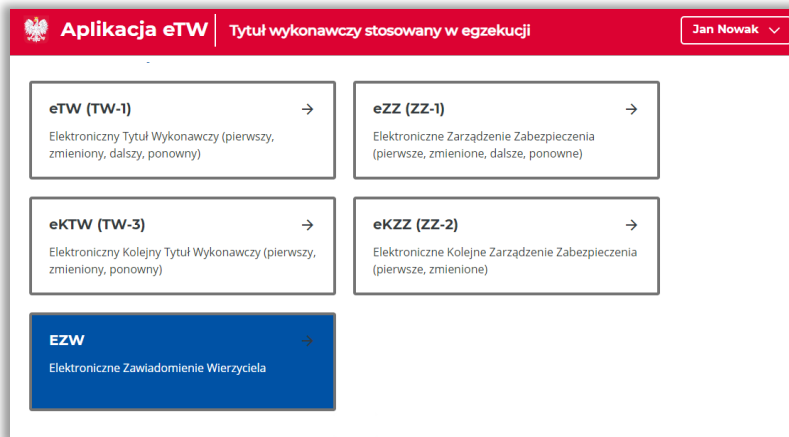 Aplikacja eTW
Tytuł wykonawczy stosowany w egzekucji
Jan Nowak
eTW (TW-1)
Elektroniczny Tytuł Wykonawczy (pierwszy,
zmieniony, dalszy, ponowny)
eZZ (ZZ-1)
Elektroniczne Zarządzenie Zabezpieczenia
(pierwsze, zmienione, dalsze, ponowne)
eKTW (TW-3)
Elektroniczny Kolejny Tytuł Wykonawczy (pierwszy,
zmieniony, ponowny)
eKZZ (ZZ-2)
Elektroniczne Kolejne Zarządzenie Zabezpieczenia
(pierwsze, zmienione)
EZW
Elektroniczne Zawiadomienie Wierzyciela